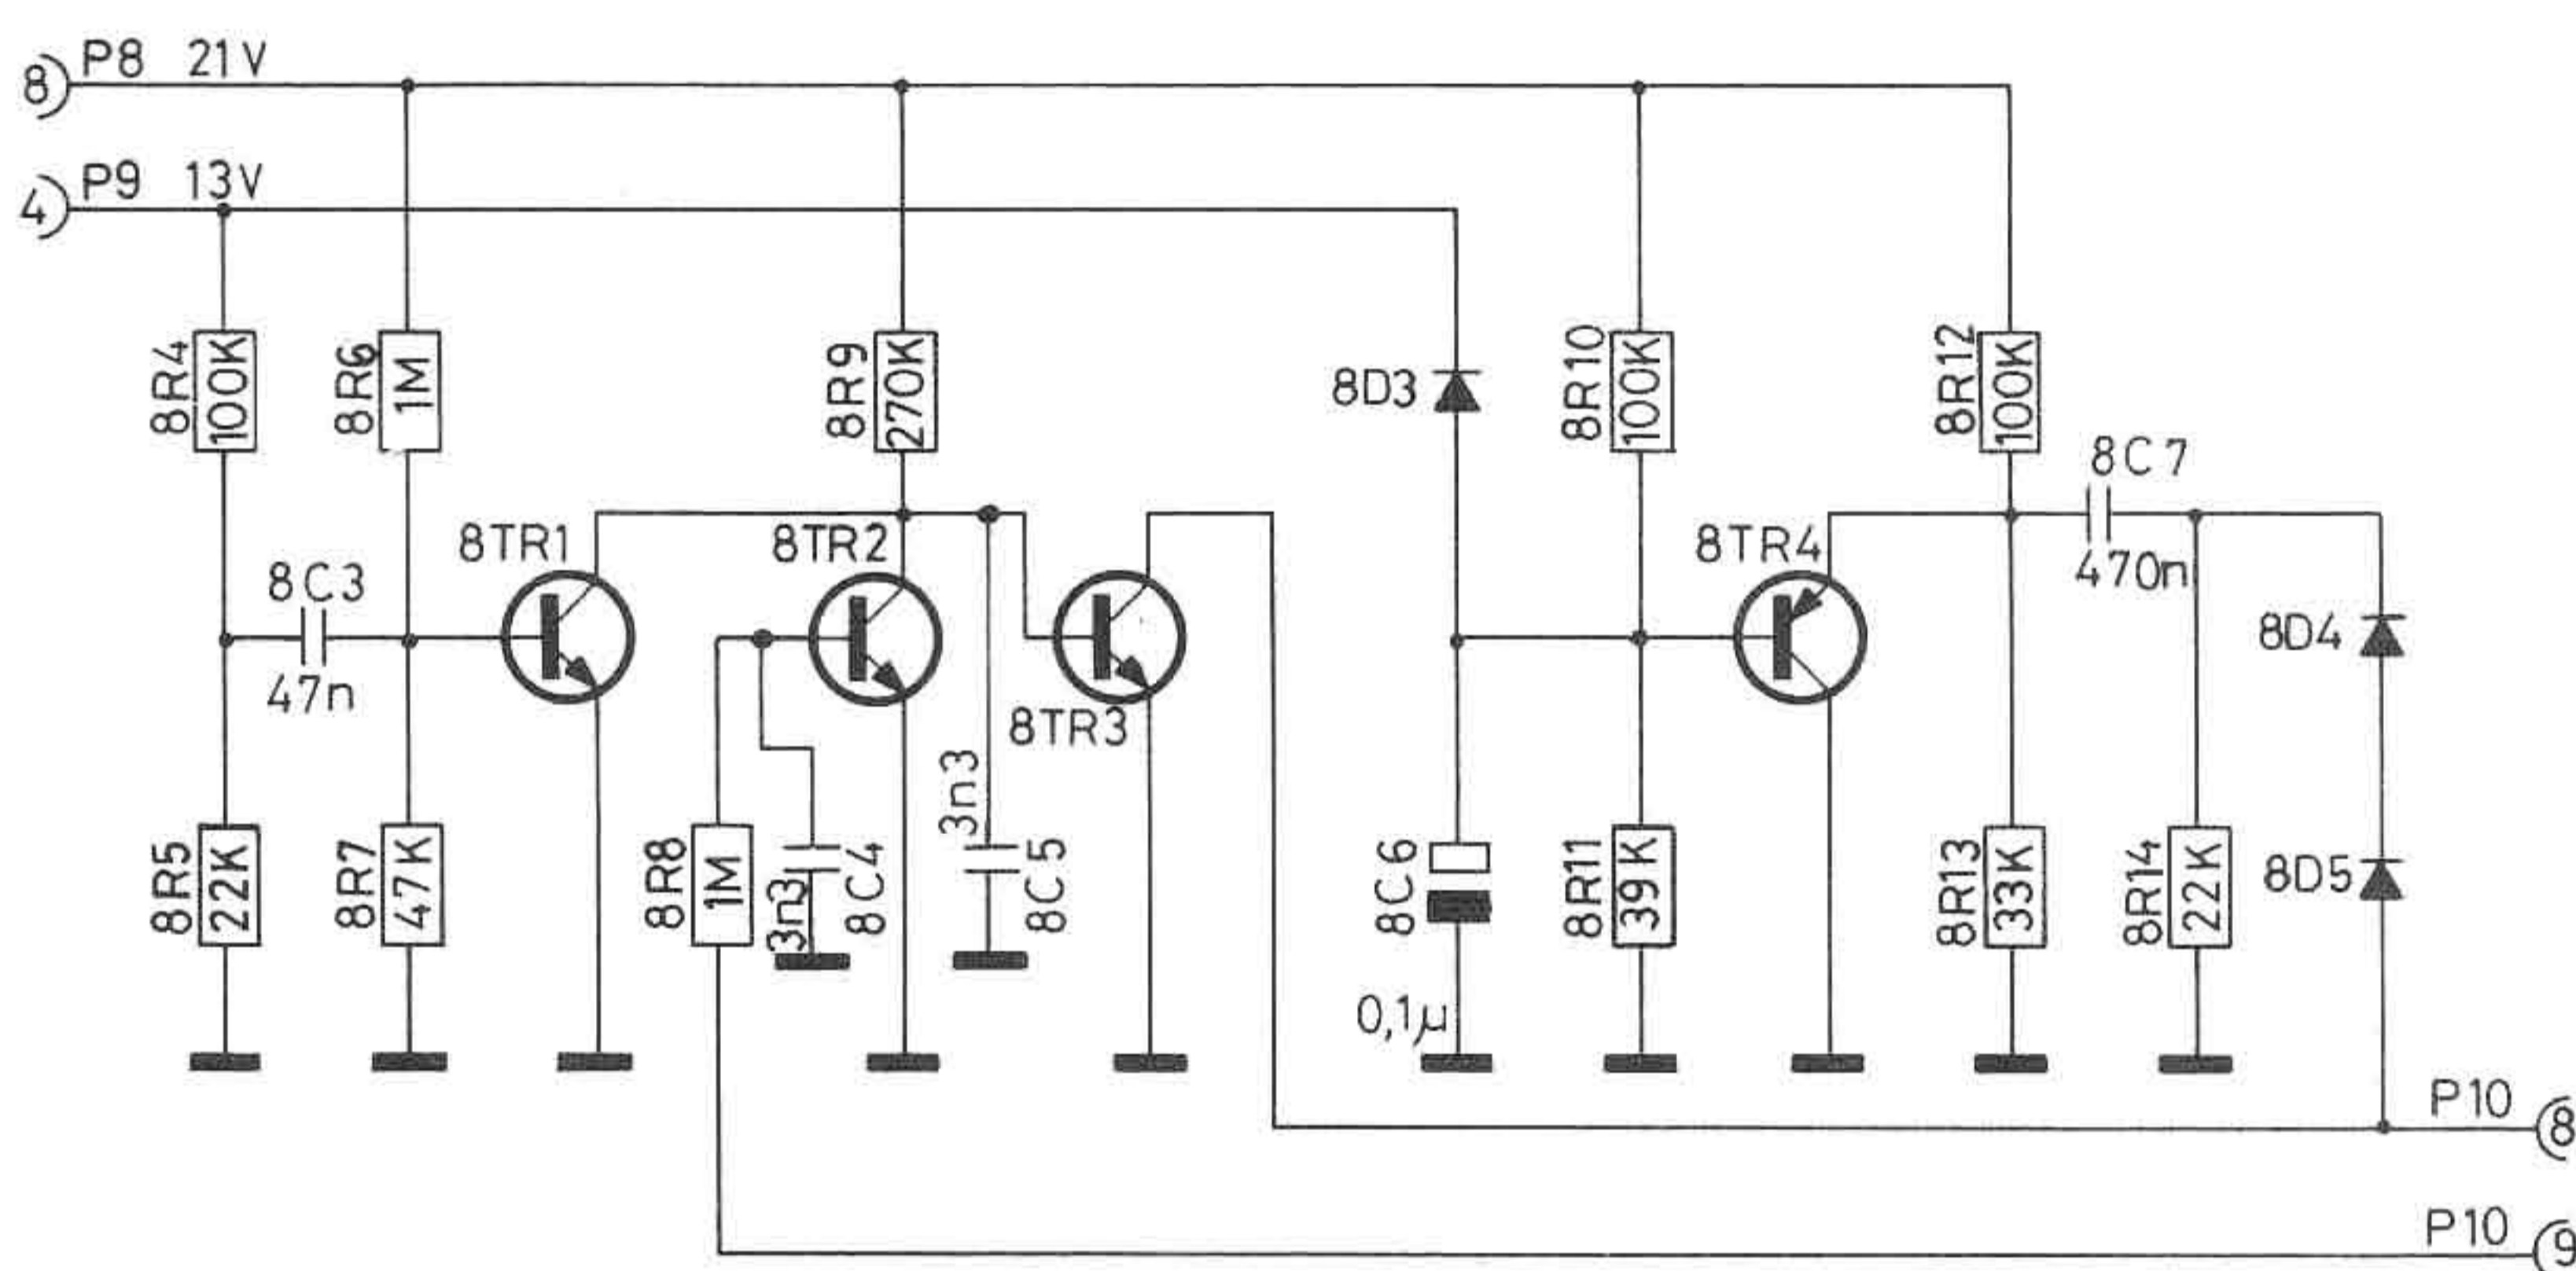 8 P8 21V
4 P9 13V
8R4 100K
8R6 1M
8R9 270K
8D3
8R10 100K
8R12 100K
8C7
470n
8TR1
8TR2
8TR4
8C3
47n
8TR3
8D4
8R5 22K
8R7 47K
8R8 1M
3n3
8C4
3n3
8C5
8C6
0,1µ
8R11 39K
8R13 33K
8R14 22K
8D5
P10 8
P10 9